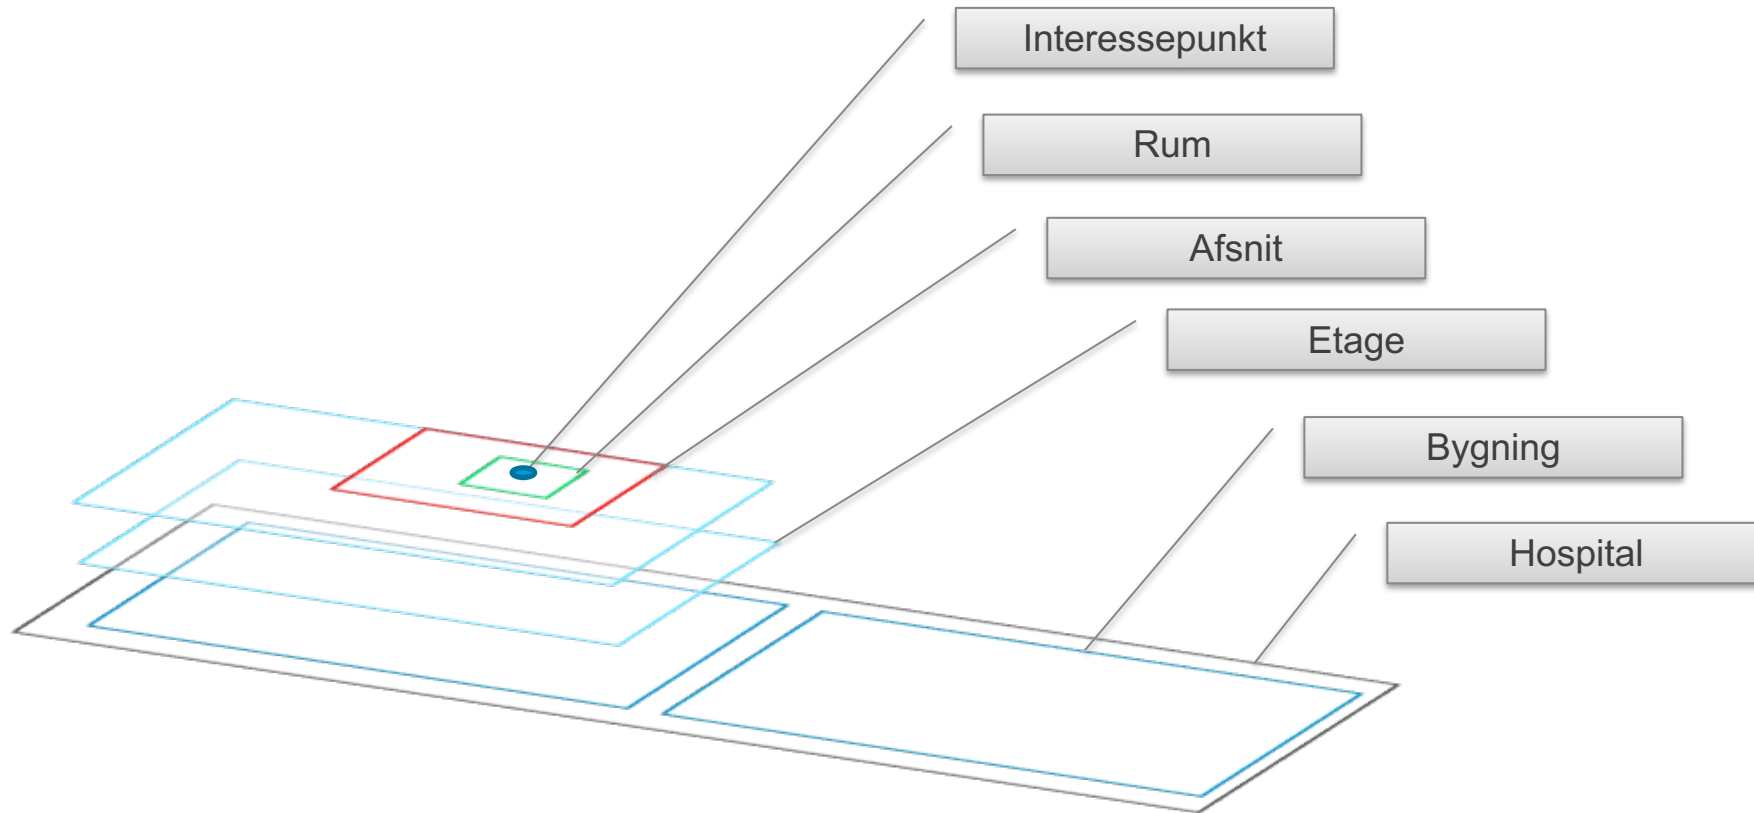 Interessepunkt
Rum
Afsnit
Etage
Bygning
Hospital